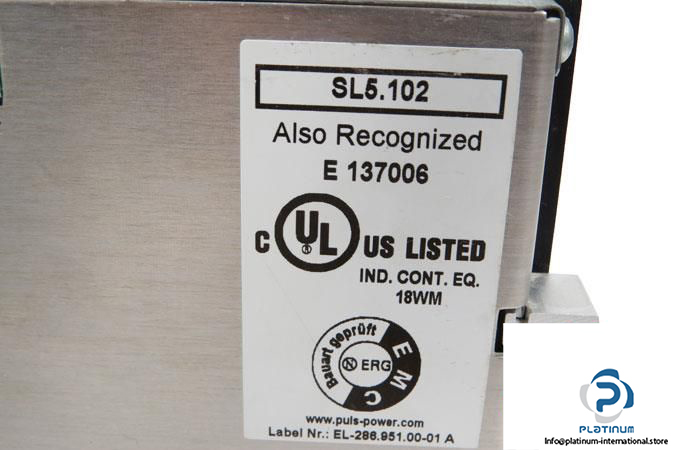 SL5.102
Also Recognized
E 137006
C UL US LISTED
®
IND. CONT. EQ.
18WM
Bauart geprüft
EMC
N ERG
www.puls-power.com
Label Nr.: EL-286.951.00-01 A
PLATINUM
Info@platinum-international.store